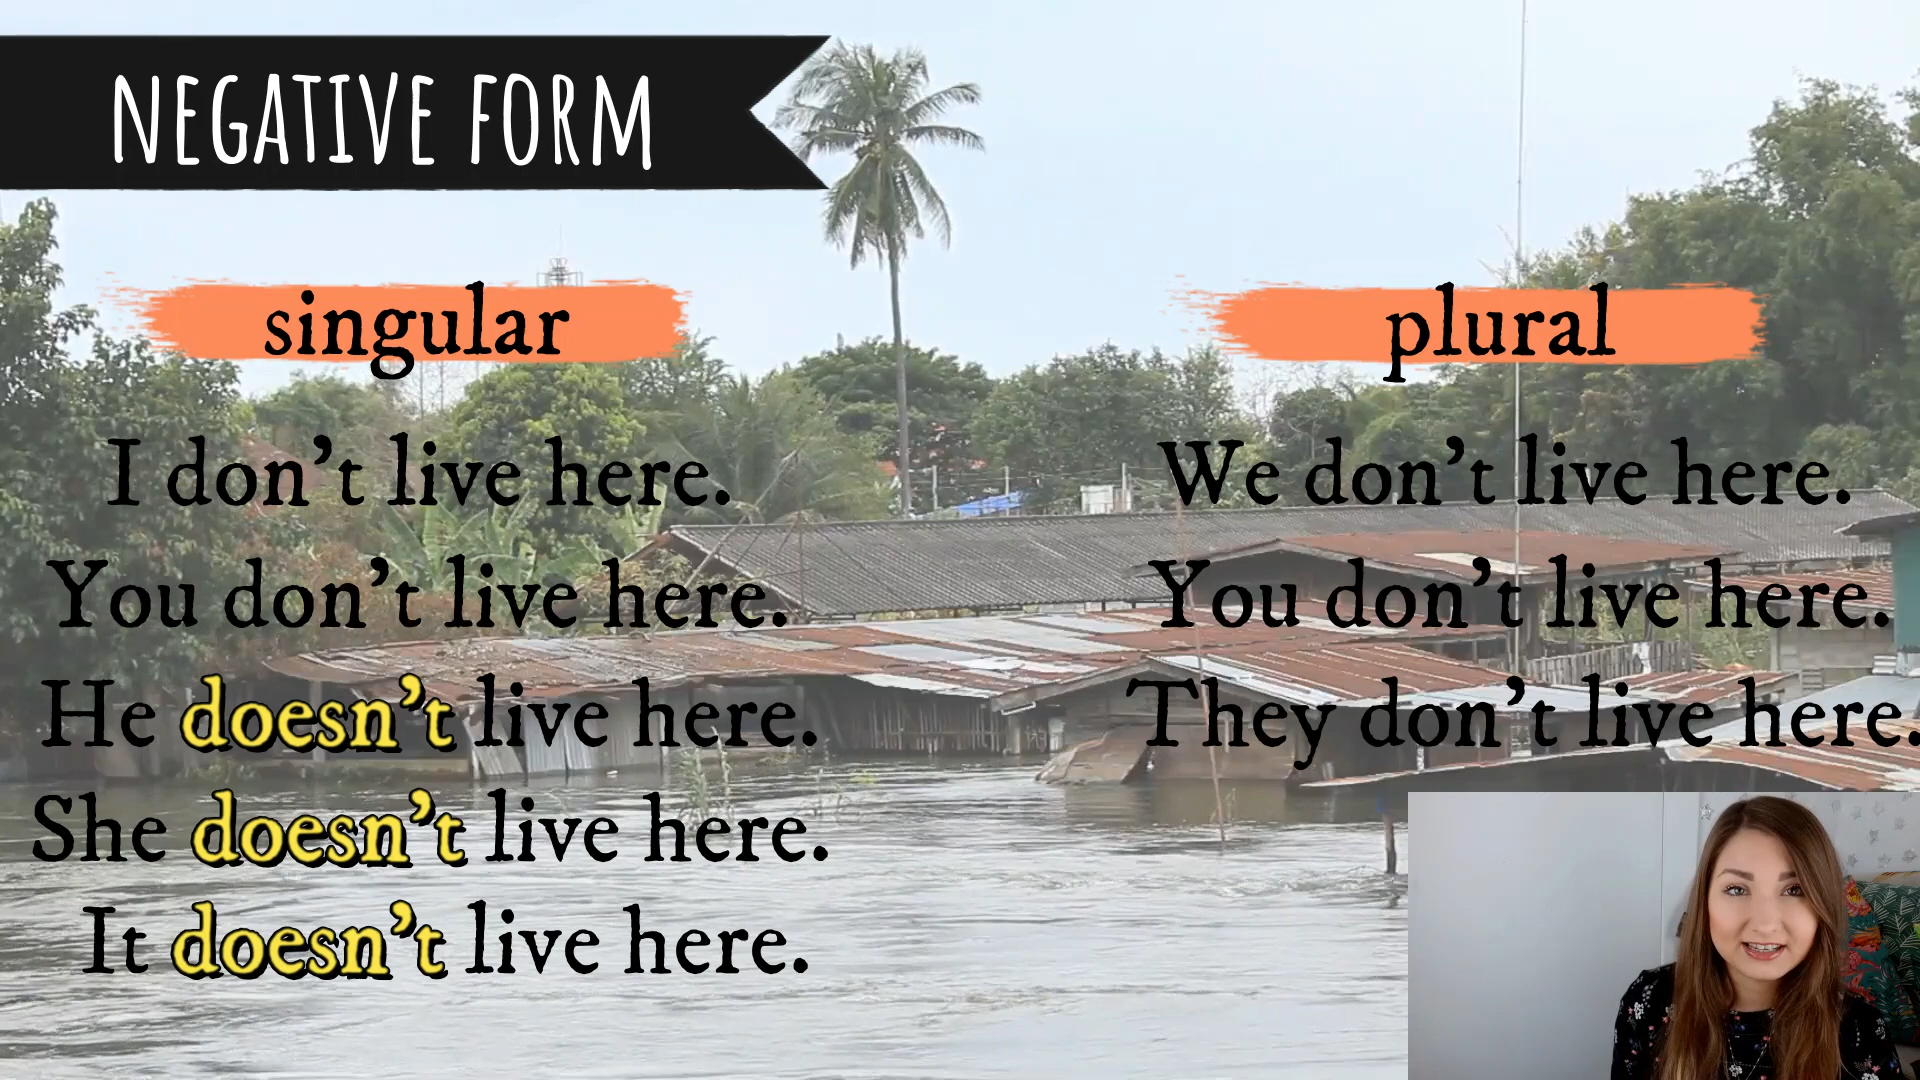 NEGATIVE FORM
singular
I don't live here.
You don't live here.
He doesn't live here.
She doesn't live here.
It doesn't live here.
plural
We don't live here.
You don't live here.
They don't live here.